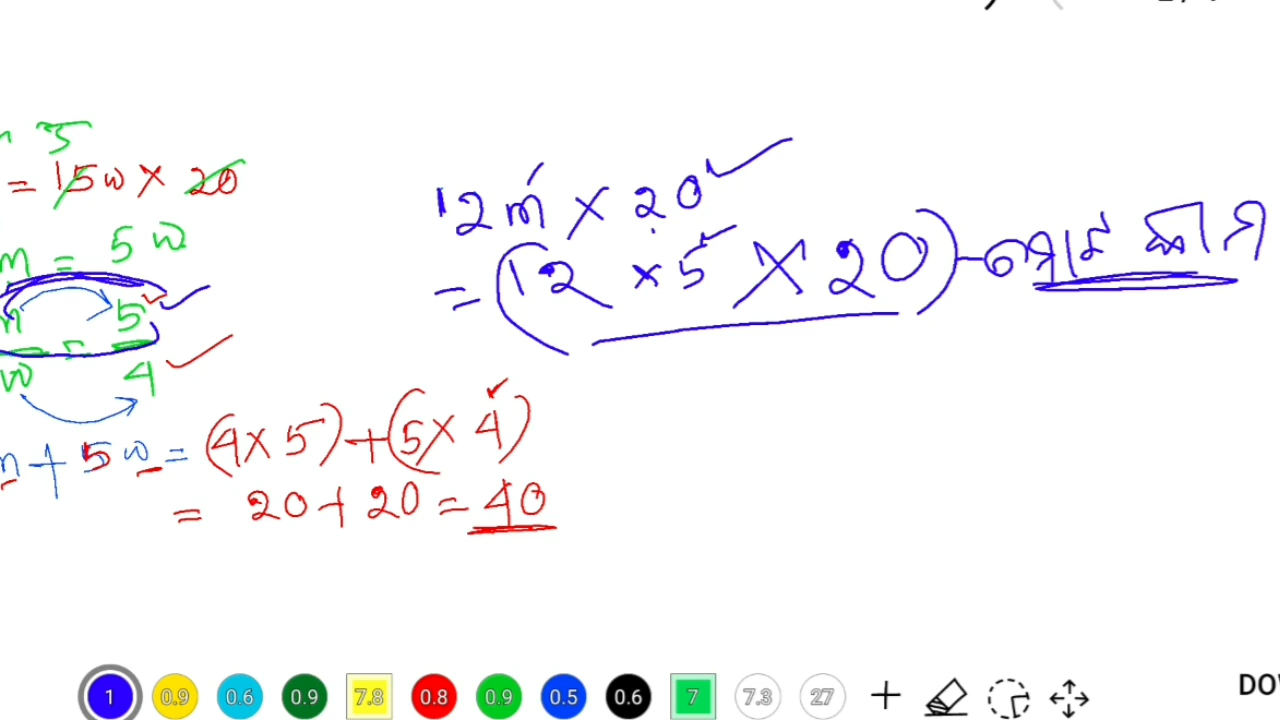 5
= 15w × 20
m = 5w
12m × 20
= (12 × 5 × 20) - ମୋଟ କାମ
m 5
w = 4
m + 5w = (4×5)+(5×4)
= 20 + 20 = 40
1 0.9 0.6 0.9 7.8 0.8 0.9 0.5 0.6 7 7.3 27